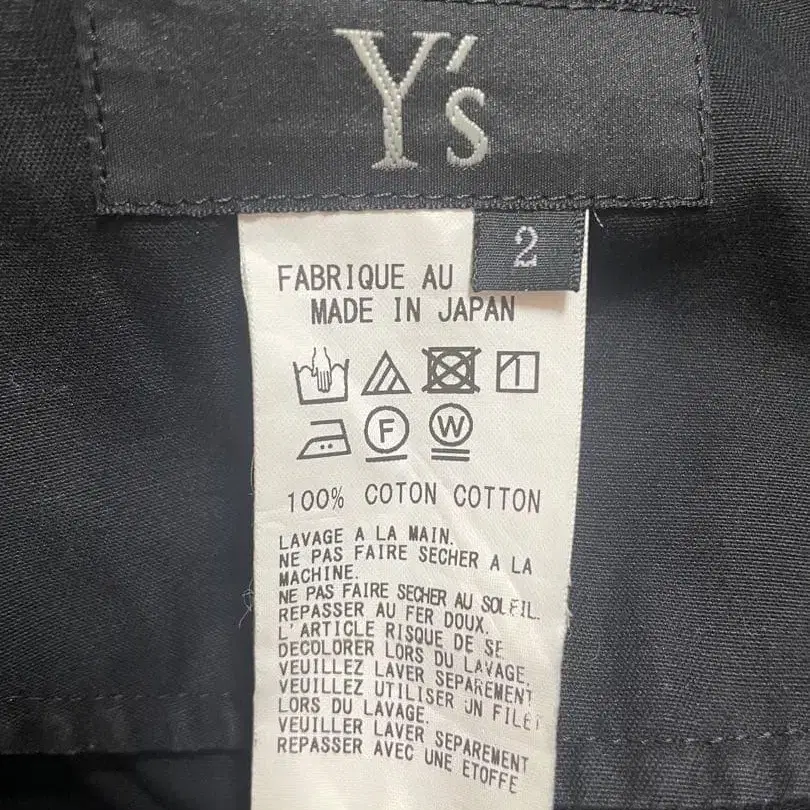 Y's
2
FABRIQUE AU
MADE IN JAPAN
F W
100% COTON COTTON
LAVAGE A LA MAIN.
NE PAS FAIRE SECHER A LA
MACHINE.
NE PAS FAIRE SECHER AU SOLEIL.
REPASSER AU FER DOUX.
L'ARTICLE RISQUE DE SE
DECOLORER LORS DU LAVAGE.
VEUILLEZ LAVER SEPAREMENT
VEUILLEZ UTILISER UN FILET
LORS DU LAVAGE.
VEUILLER LAVER SEPAREMENT
REPASSER AVEC UNE ETOFFE